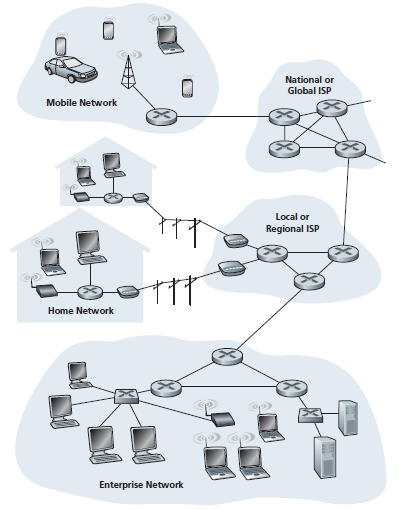 National or
Global ISP
Mobile Network
Local or
Regional ISP
Home Network
Enterprise Network